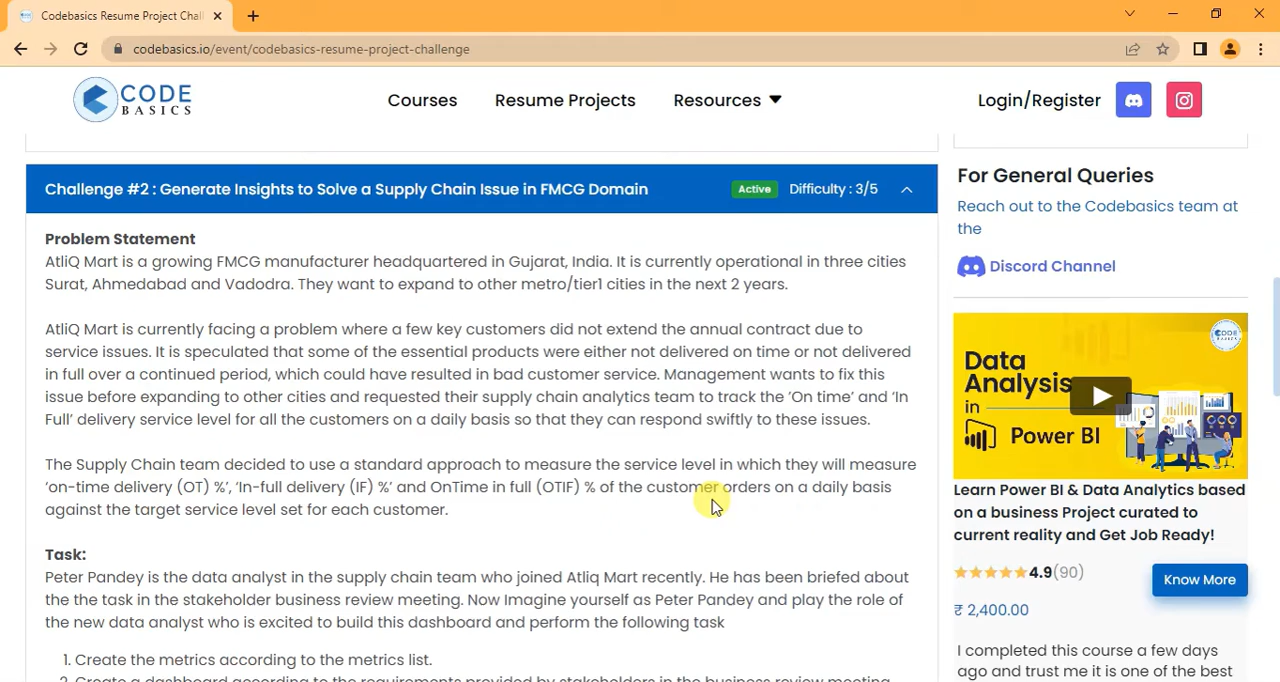 Codebasics Resume Project Chal
codebasics.io/event/codebasics-resume-project-challenge
CODE
BASICS
Courses
Resume Projects
Resources
Login/Register
Challenge #2 : Generate Insights to Solve a Supply Chain Issue in FMCG Domain
Active
Difficulty : 3/5
Problem Statement
AtliQ Mart is a growing FMCG manufacturer headquartered in Gujarat, India. It is currently operational in three cities
Surat, Ahmedabad and Vadodra. They want to expand to other metro/tier1 cities in the next 2 years.
AtliQ Mart is currently facing a problem where a few key customers did not extend the annual contract due to
service issues. It is speculated that some of the essential products were either not delivered on time or not delivered
in full over a continued period, which could have resulted in bad customer service. Management wants to fix this
issue before expanding to other cities and requested their supply chain analytics team to track the ’On time’ and ‘In
Full’ delivery service level for all the customers on a daily basis so that they can respond swiftly to these issues.
The Supply Chain team decided to use a standard approach to measure the service level in which they will measure
‘on-time delivery (OT) %’, ‘In-full delivery (IF) %’ and OnTime in full (OTIF) % of the customer orders on a daily basis
against the target service level set for each customer.
Task:
Peter Pandey is the data analyst in the supply chain team who joined Atliq Mart recently. He has been briefed about
the the task in the stakeholder business review meeting. Now Imagine yourself as Peter Pandey and play the role of
the new data analyst who is excited to build this dashboard and perform the following task
1. Create the metrics according to the metrics list.
2. Create a dashboard according to the requirements provided by stakeholders in the business review meeting
For General Queries
Reach out to the Codebasics team at
the
Discord Channel
Data
Analysis
in
Power BI
CODE
Learn Power BI & Data Analytics based
on a business Project curated to
current reality and Get Job Ready!
4.9(90)
Know More
₹ 2,400.00
I completed this course a few days
ago and trust me it is one of the best